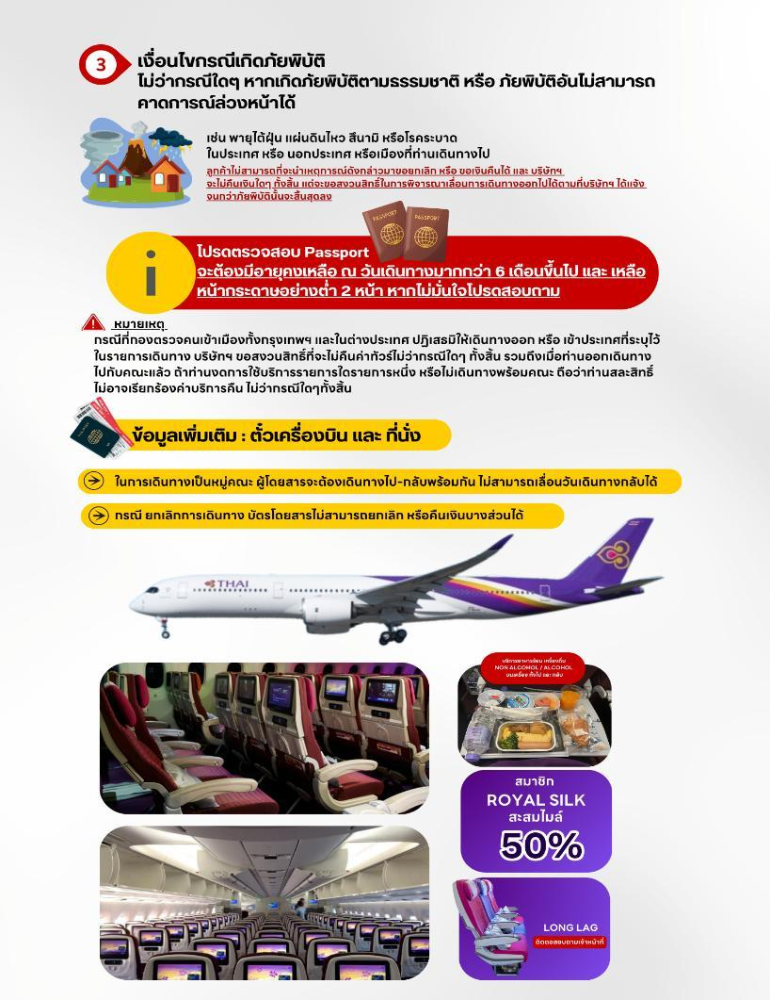 3
เงื่อนไขกรณีเกิดภัยพิบัติ
ไม่ว่ากรณีใดๆ หากเกิดภัยพิบัติตามธรรมชาติ หรือ ภัยพิบัติอันไม่สามารถ
คาดการณ์ล่วงหน้าได้
เช่น พายุไต้ฝุ่น แผ่นดินไหว สึนามิ หรือโรคระบาด
ในประเทศ หรือ นอกประเทศ หรือเมืองที่ท่านเดินทางไป
ลูกค้าไม่สามารถที่จะนำเหตุการณ์ดังกล่าวมาขอยกเลิก หรือ ขอเงินคืนได้ และ บริษัทฯ
จะไม่คืนเงินใดๆ ทั้งสิ้น แต่จะขอสงวนสิทธิ์ในการพิจารณาเลื่อนการเดินทางออกไปได้ตามที่บริษัทฯ ได้แจ้ง
จนกว่าภัยพิบัตินั้นจะสิ้นสุดลง
PASSPORT
PASSPORT
i
โปรดตรวจสอบ Passport
จะต้องมีอายุคงเหลือ ณ วันเดินทางมากกว่า 6 เดือนขึ้นไป และ เหลือ
หน้ากระดาษอย่างต่ำ 2 หน้า หากไม่มั่นใจโปรดสอบถาม
หมายเหตุ
กรณีที่กองตรวจคนเข้าเมืองทั้งกรุงเทพฯ และในต่างประเทศ ปฏิเสธมิให้เดินทางออก หรือ เข้าประเทศที่ระบุไว้
ในรายการเดินทาง บริษัทฯ ขอสงวนสิทธิ์ที่จะไม่คืนค่าทัวร์ไม่ว่ากรณีใดๆ ทั้งสิ้น รวมถึงเมื่อท่านออกเดินทาง
ไปกับคณะแล้ว ถ้าท่านงดการใช้บริการรายการใดรายการหนึ่ง หรือไม่เดินทางพร้อมคณะ ถือว่าท่านสละสิทธิ์
ไม่อาจเรียกร้องค่าบริการคืน ไม่ว่ากรณีใดๆทั้งสิ้น
ข้อมูลเพิ่มเติม : ตั๋วเครื่องบิน และ ที่นั่ง
ในการเดินทางเป็นหมู่คณะ ผู้โดยสารจะต้องเดินทางไป-กลับพร้อมกัน ไม่สามารถเลื่อนวันเดินทางกลับได้
กรณี ยกเลิกการเดินทาง บัตรโดยสารไม่สามารถยกเลิก หรือคืนเงินบางส่วนได้
THAI
บริการอาหารร้อน เครื่องดื่ม
NON ALCOHOL / ALCOHOL
บนเครื่อง ทั้งไป และ กลับ
สมาชิก
ROYAL SILK
สะสมไมล์
50%
LONG LAG
ติดต่อสอบถามเจ้าหน้าที่